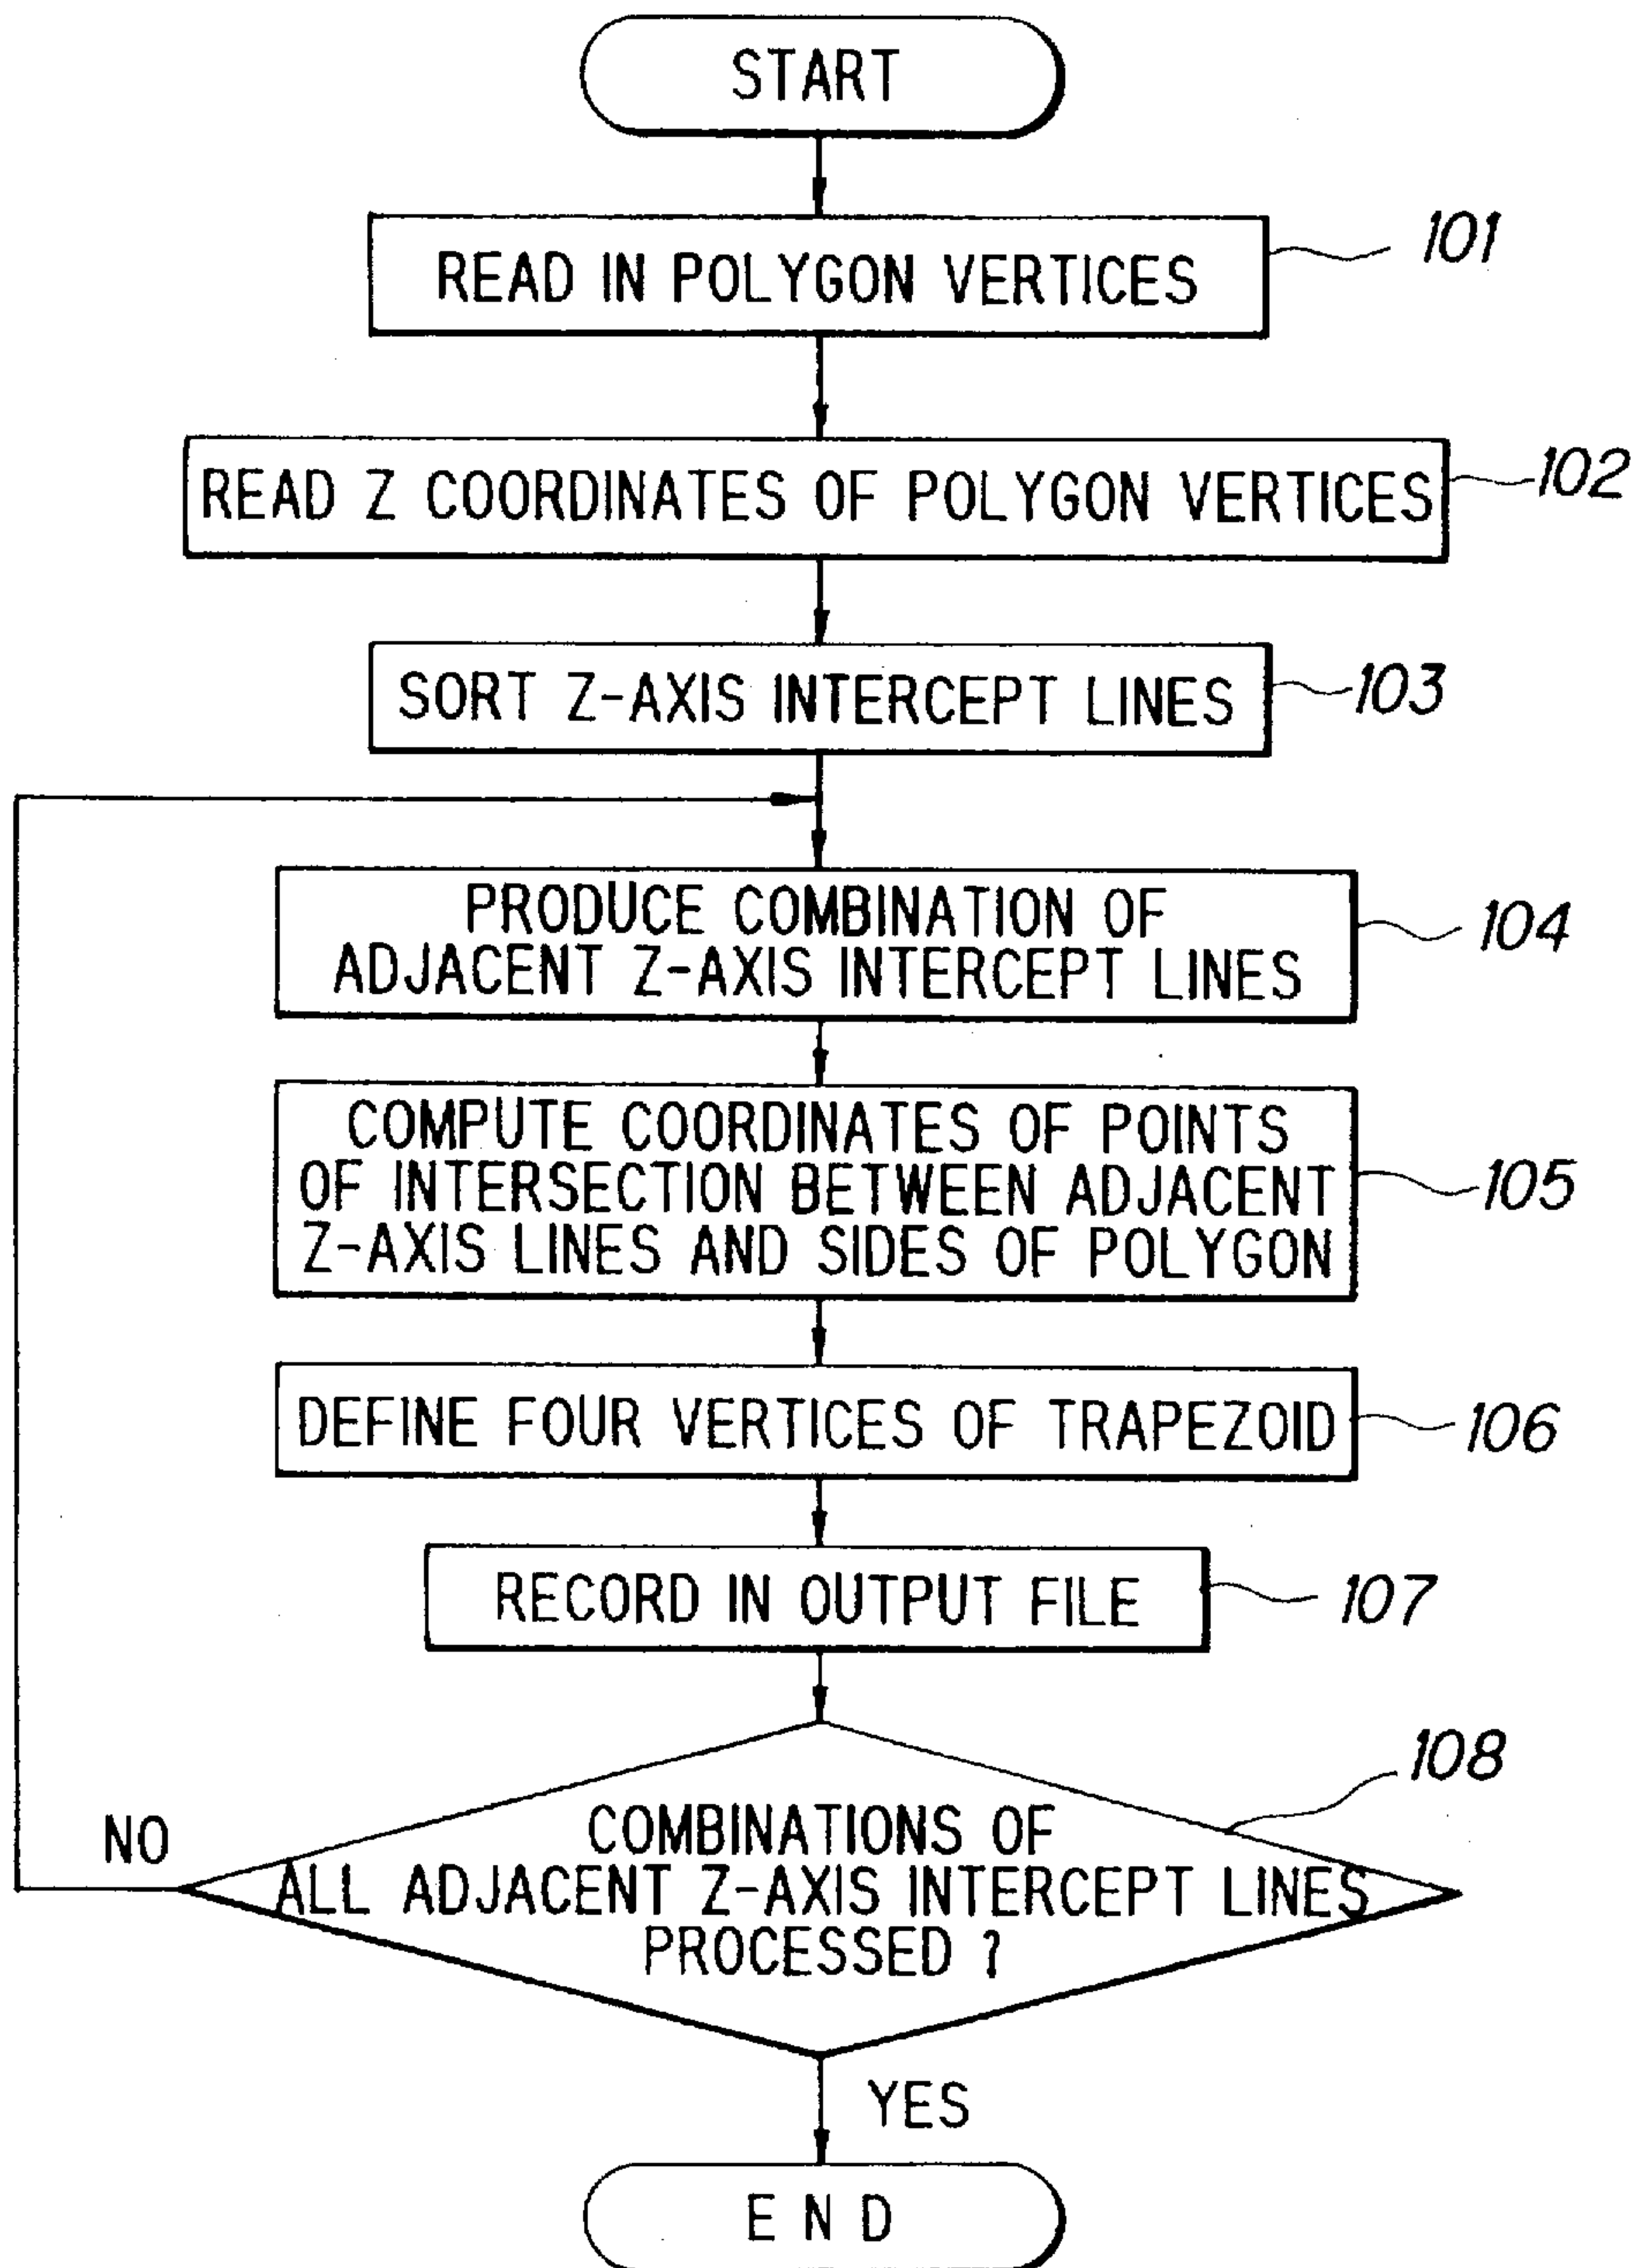 START
READ IN POLYGON VERTICES
101
READ Z COORDINATES OF POLYGON VERTICES
102
SORT Z-AXIS INTERCEPT LINES
103
PRODUCE COMBINATION OF
ADJACENT Z-AXIS INTERCEPT LINES
104
COMPUTE COORDINATES OF POINTS
OF INTERSECTION BETWEEN ADJACENT
Z-AXIS LINES AND SIDES OF POLYGON
105
DEFINE FOUR VERTICES OF TRAPEZOID
106
RECORD IN OUTPUT FILE
107
108
NO
COMBINATIONS OF
ALL ADJACENT Z-AXIS INTERCEPT LINES
PROCESSED ?
YES
END